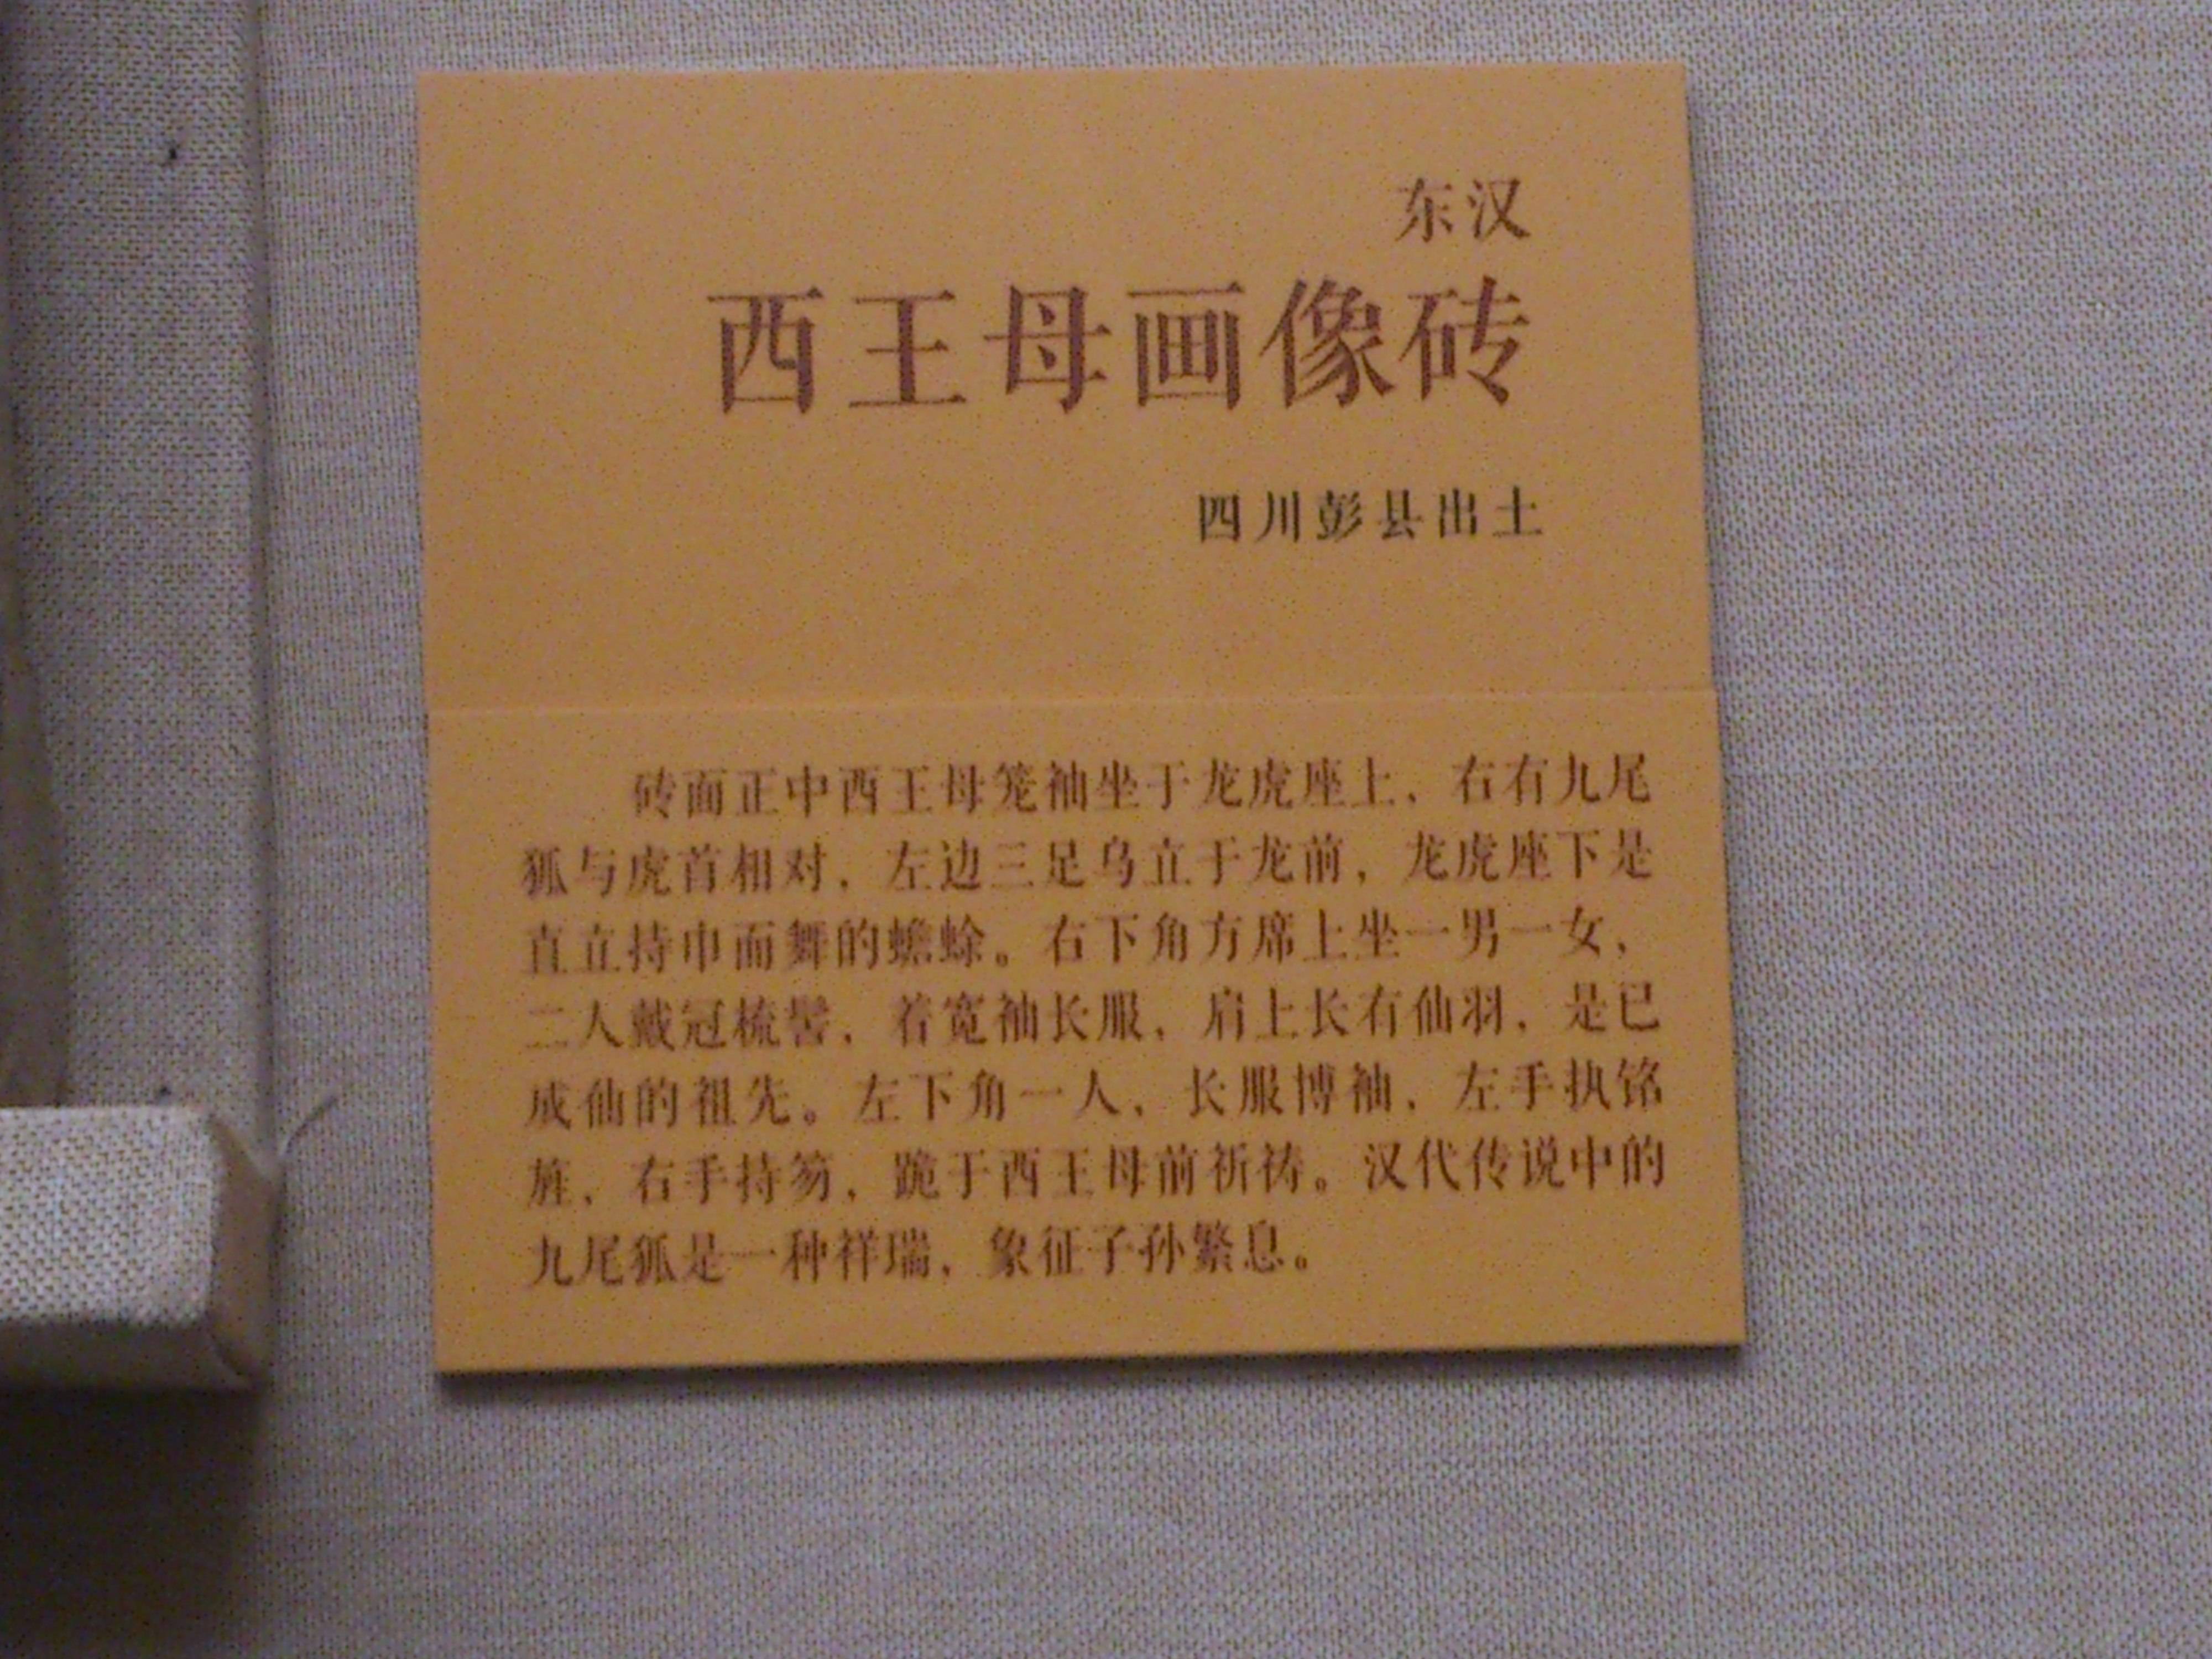 东汉
西王母画像砖
四川彭县出土
砖面正中西王母笼袖坐于龙虎座上，右有九尾
狐与虎首相对，左边三足乌立于龙前，龙虎座下是
直立持巾而舞的蟾蜍。右下角方席上坐一男一女，
二人戴冠梳髻，着宽袖长服，肩上长有仙羽，是已
成仙的祖先。左下角一人，长服博袖，左手执铭
旌，右手持笏，跪于西王母前祈祷。汉代传说中的
九尾狐是一种祥瑞，象征子孙繁息。